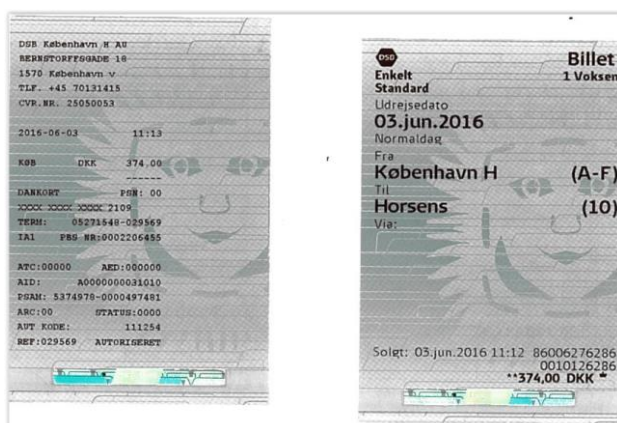 DSB København H AU
BERNSTORFFSGADE 18
1570 København v
TLF. +45 70131415
CVR.NR. 25050053
2016-06-03 11:13
KØB DKK 374.00
------
DANKORT PSN: 00
XXXX XXXX XXXX 2109
TERM: 05271548-029569
IA1 PBS NR:0002206455
ATC:00000 AED:000000
AID: A0000000031010
PSAM: 5374978-0000497481
ARC:00 STATUS:0000
AUT KODE: 111254
REF:029569 AUTORISERET
DSB
Billet
Enkelt 1 Voksen
Standard
Udrejsedato
03.jun.2016
Normaldag
Fra
København H (A-F)
Til
Horsens (10)
Via:
Solgt: 03.jun.2016 11:12 86006276286
0010126286
**374,00 DKK *